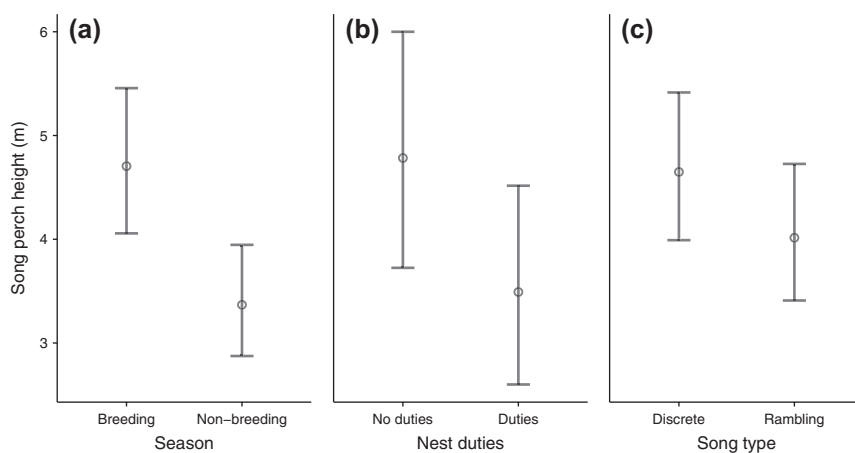 (a)
(b)
(c)
Song perch height (m)
6
5
4
3
Breeding Non−breeding
Season
No duties Duties
Nest duties
Discrete Rambling
Song type